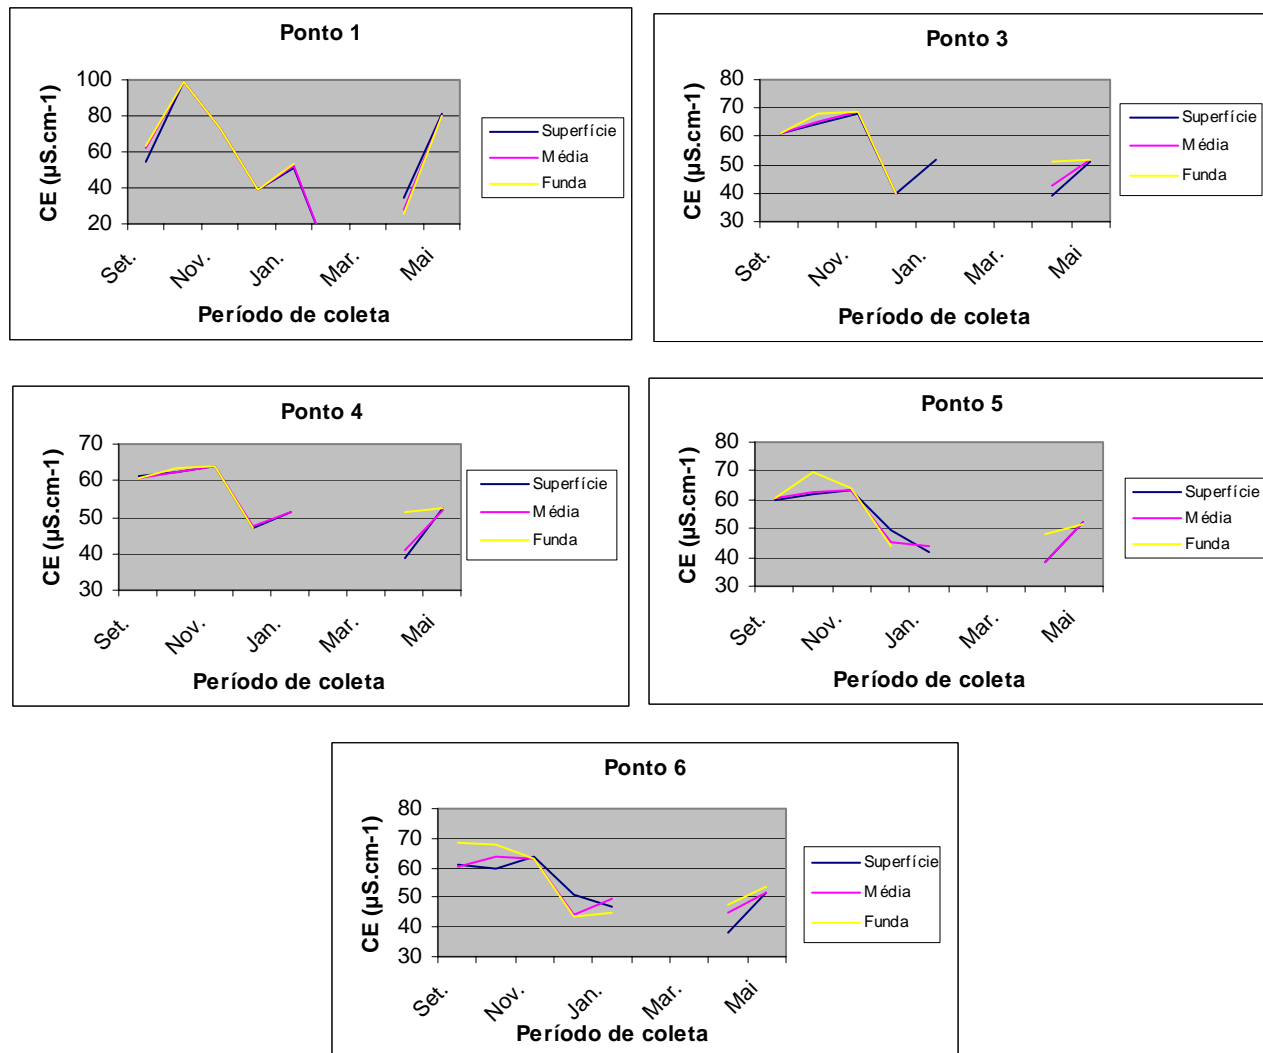 Ponto 1
CE (µS.cm-1)
100
80
60
40
20
Set.
Nov.
Jan.
Mar.
Mai
Período de coleta
Superfície
Média
Funda
Ponto 3
CE (µS.cm-1)
80
70
60
50
40
30
Set.
Nov.
Jan.
Mar.
Mai
Período de coleta
Superfície
Média
Funda
Ponto 4
CE (µS.cm-1)
70
60
50
40
30
Set.
Nov.
Jan.
Mar.
Mai
Período de coleta
Superfície
Média
Funda
Ponto 5
CE (µS.cm-1)
80
70
60
50
40
30
Set.
Nov.
Jan.
Mar.
Mai
Período de coleta
Superfície
Média
Funda
Ponto 6
CE (µS.cm-1)
80
70
60
50
40
30
Set.
Nov.
Jan.
Mar.
Mai
Período de coleta
Superfície
Média
Funda